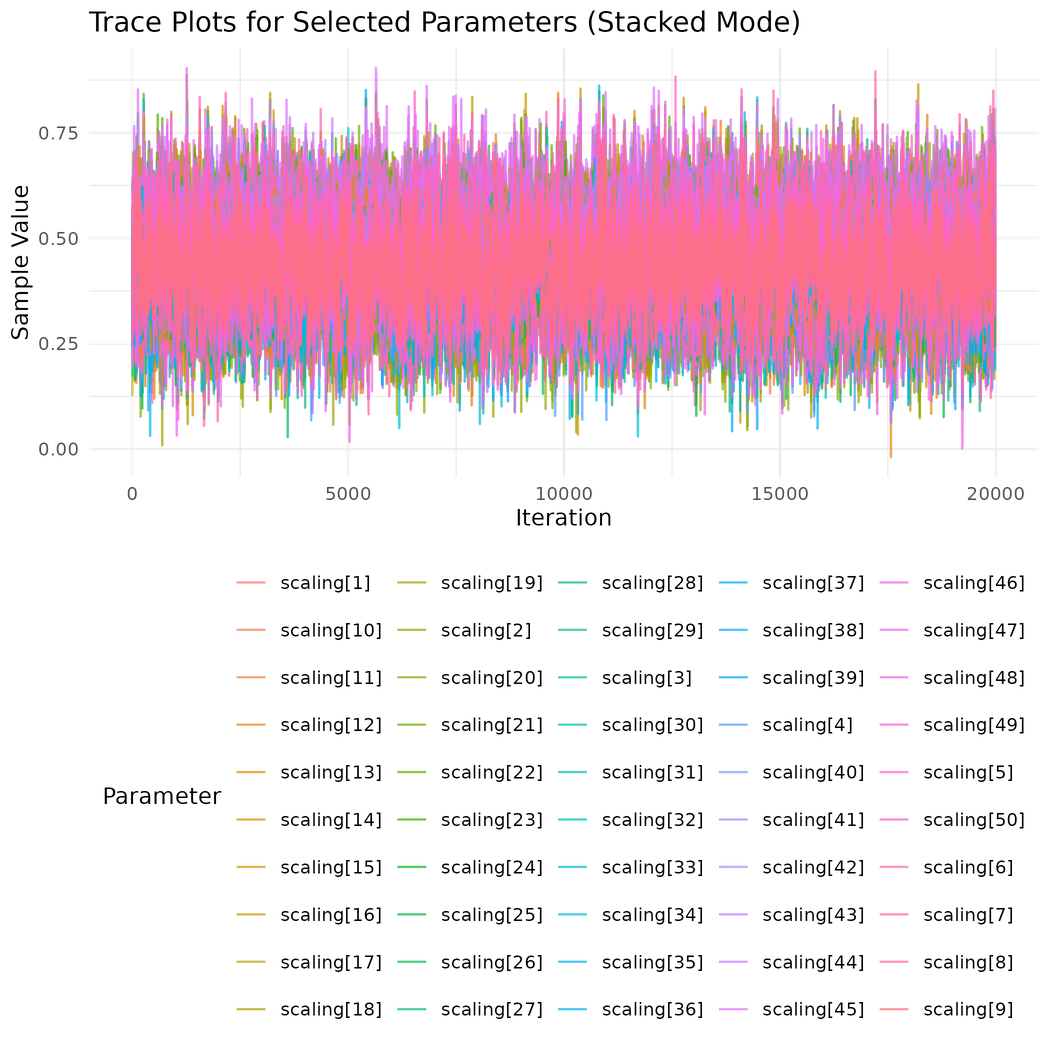 Trace Plots for Selected Parameters (Stacked Mode)
Sample Value
0.75
0.50
0.25
0.00
0 5000 10000 15000 20000
Iteration
Parameter
scaling[1] scaling[19] scaling[28] scaling[37] scaling[46]
scaling[10] scaling[2] scaling[29] scaling[38] scaling[47]
scaling[11] scaling[20] scaling[3] scaling[39] scaling[48]
scaling[12] scaling[21] scaling[30] scaling[4] scaling[49]
scaling[13] scaling[22] scaling[31] scaling[40] scaling[5]
scaling[14] scaling[23] scaling[32] scaling[41] scaling[50]
scaling[15] scaling[24] scaling[33] scaling[42] scaling[6]
scaling[16] scaling[25] scaling[34] scaling[43] scaling[7]
scaling[17] scaling[26] scaling[35] scaling[44] scaling[8]
scaling[18] scaling[27] scaling[36] scaling[45] scaling[9]